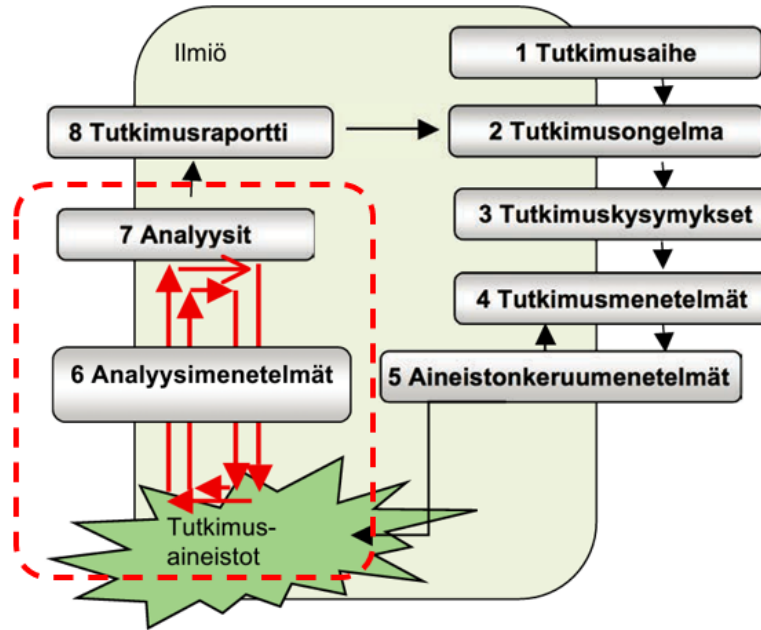 Ilmiö
1 Tutkimusaihe
8 Tutkimusraportti
2 Tutkimusongelma
7 Analyysit
3 Tutkimuskysymykset
4 Tutkimusmenetelmät
6 Analyysimenetelmät
5 Aineistonkeruumenetelmät
Tutkimus-
aineistot